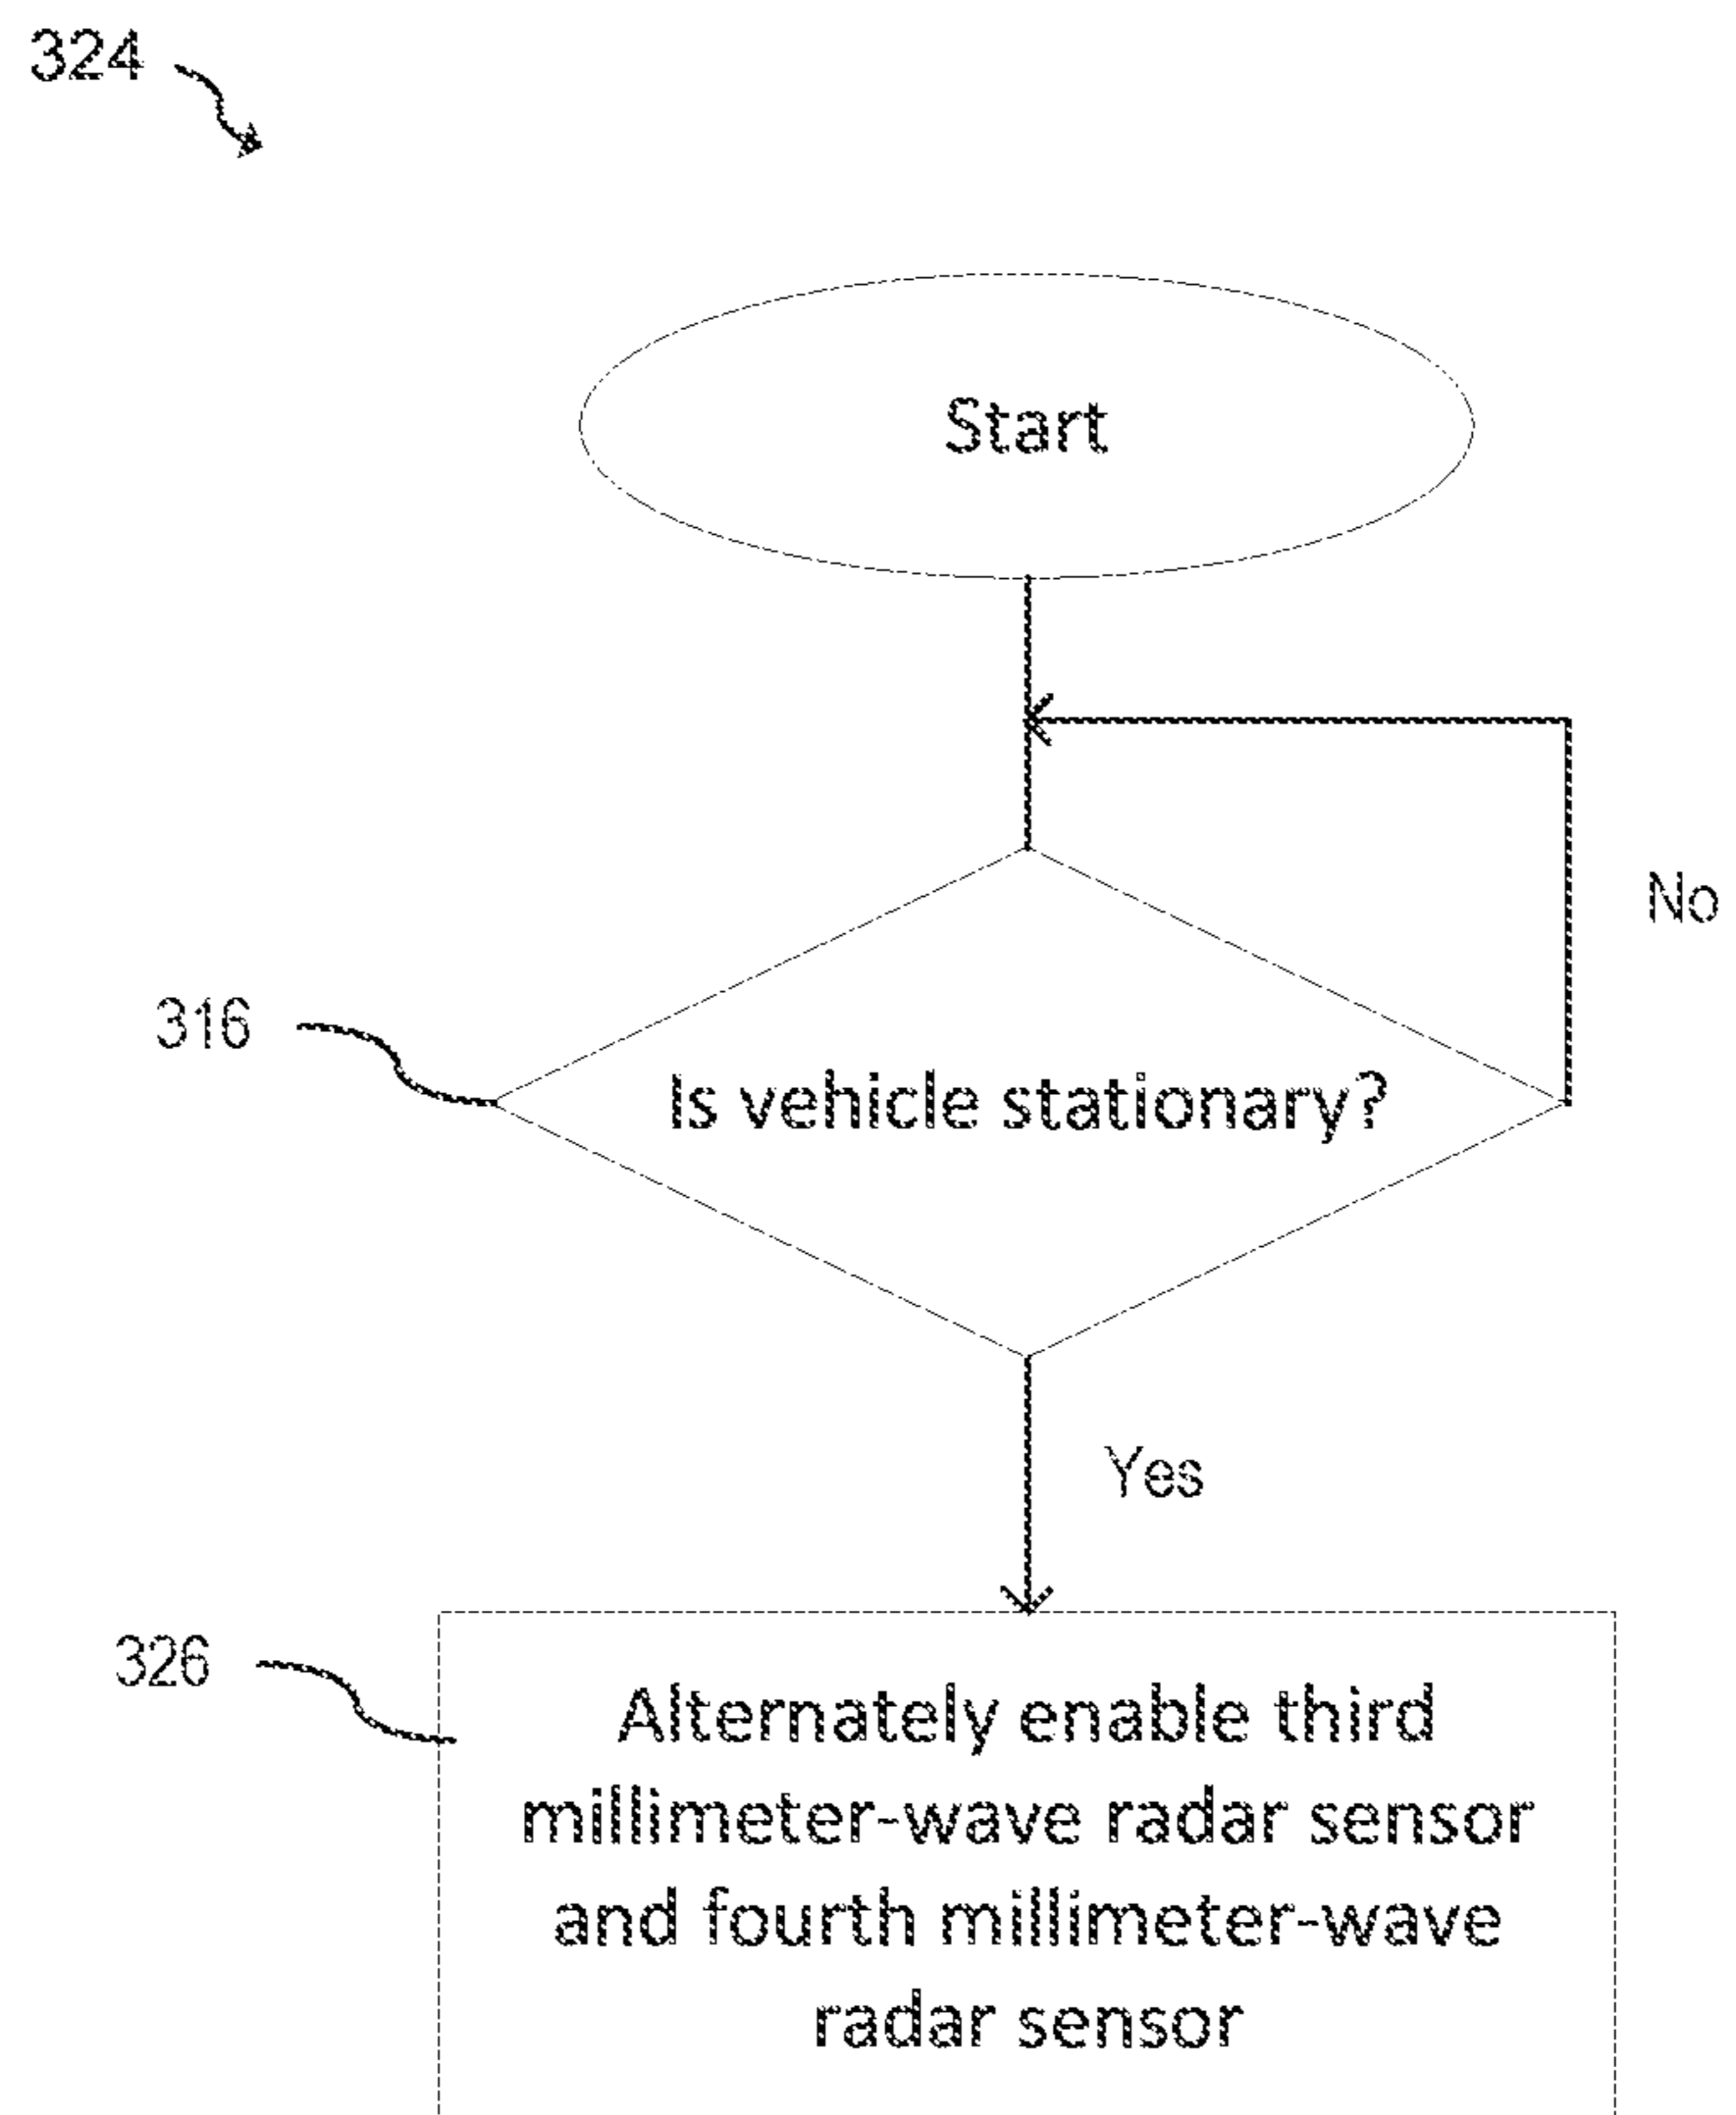 324
Start
No
316
Is vehicle stationary?
Yes
326
Alternately enable third
millimeter-wave radar sensor
and fourth millimeter-wave
radar sensor